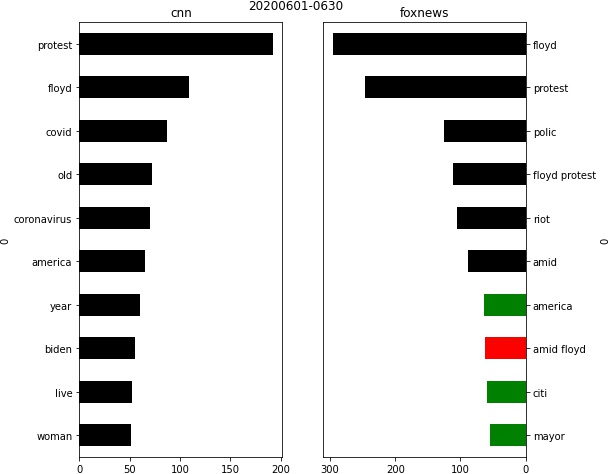 20200601-0630
cnn
foxnews
protest
floyd
covid
old
coronavirus
america
year
biden
live
woman
0
0 50 100 150 200
floyd
protest
polic
floyd protest
riot
amid
america
amid floyd
citi
mayor
0
300 200 100 0